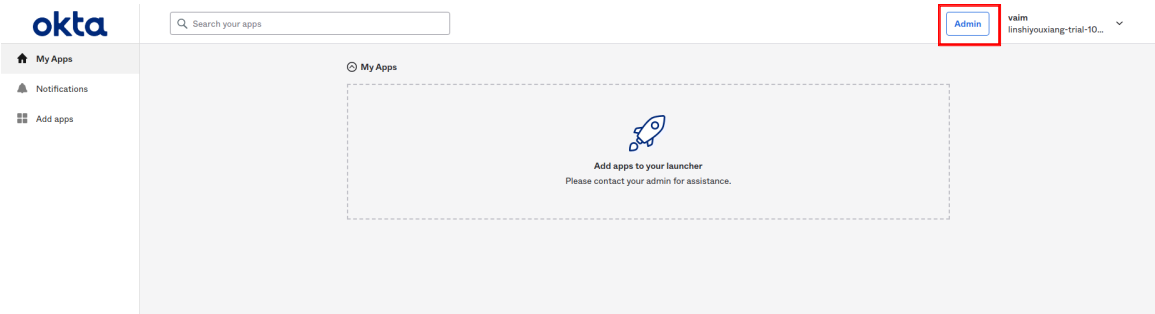 okta
Search your apps
Admin
vaim
linshiyouxiang-trial-10...
My Apps
Notifications
Add apps
My Apps
Add apps to your launcher
Please contact your admin for assistance.